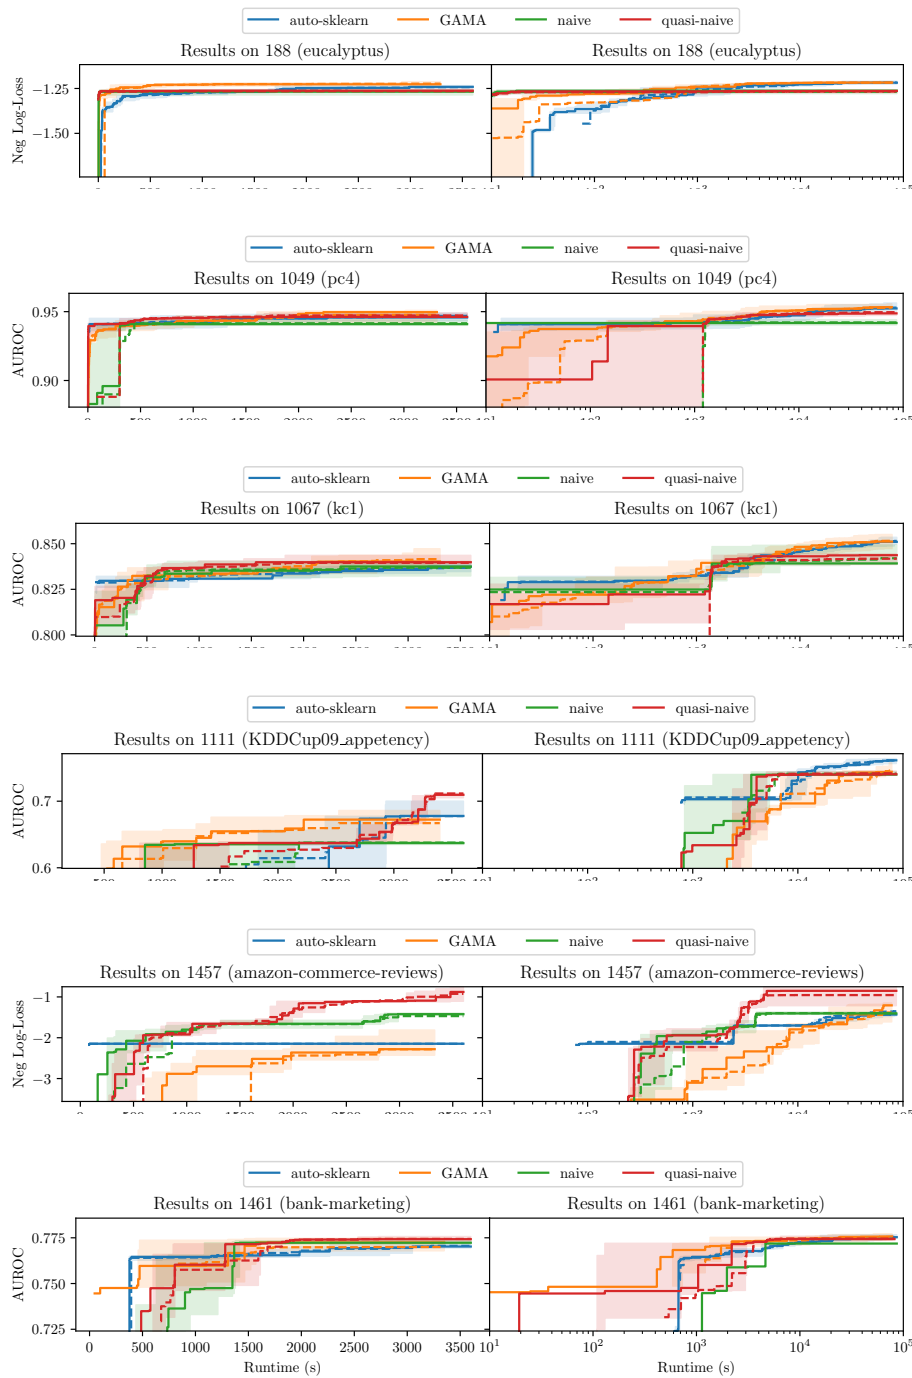 auto-sklearn GAMA naive quasi-naive
Results on 188 (eucalyptus) Results on 188 (eucalyptus)
Neg Log-Loss
−1.25
−1.50
auto-sklearn GAMA naive quasi-naive
Results on 1049 (pc4) Results on 1049 (pc4)
AUROC
0.95
0.90
auto-sklearn GAMA naive quasi-naive
Results on 1067 (kc1) Results on 1067 (kc1)
AUROC
0.850
0.825
0.800
auto-sklearn GAMA naive quasi-naive
Results on 1111 (KDDCup09_appetency) Results on 1111 (KDDCup09_appetency)
AUROC
0.7
0.6
auto-sklearn GAMA naive quasi-naive
Results on 1457 (amazon-commerce-reviews) Results on 1457 (amazon-commerce-reviews)
Neg Log-Loss
−1
−2
−3
auto-sklearn GAMA naive quasi-naive
Results on 1461 (bank-marketing) Results on 1461 (bank-marketing)
AUROC
0.775
0.750
0.725
0 500 1000 1500 2000 2500 3000 3500 10¹ 10² 10³ 10⁴ 10⁵
Runtime (s) Runtime (s)